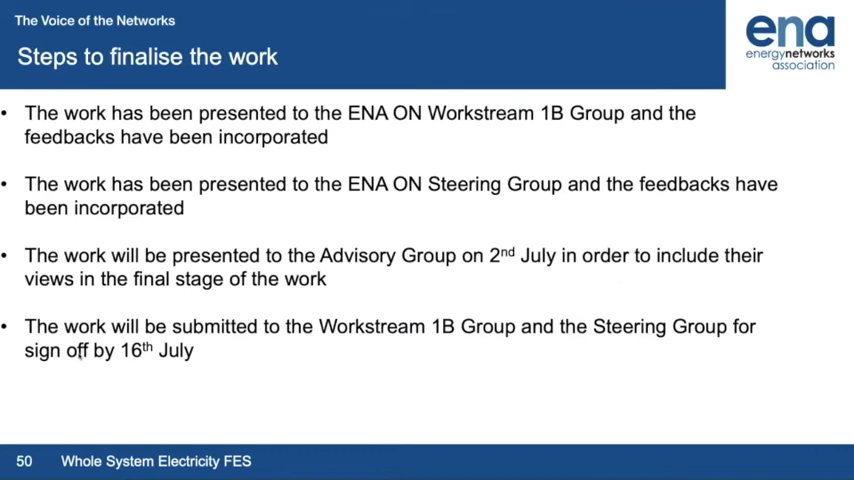 The Voice of the Networks
Steps to finalise the work
ena
energynetworks
association
• The work has been presented to the ENA ON Workstream 1B Group and the
feedbacks have been incorporated
• The work has been presented to the ENA ON Steering Group and the feedbacks have
been incorporated
• The work will be presented to the Advisory Group on 2nd July in order to include their
views in the final stage of the work
• The work will be submitted to the Workstream 1B Group and the Steering Group for
sign off by 16th July
50 Whole System Electricity FES